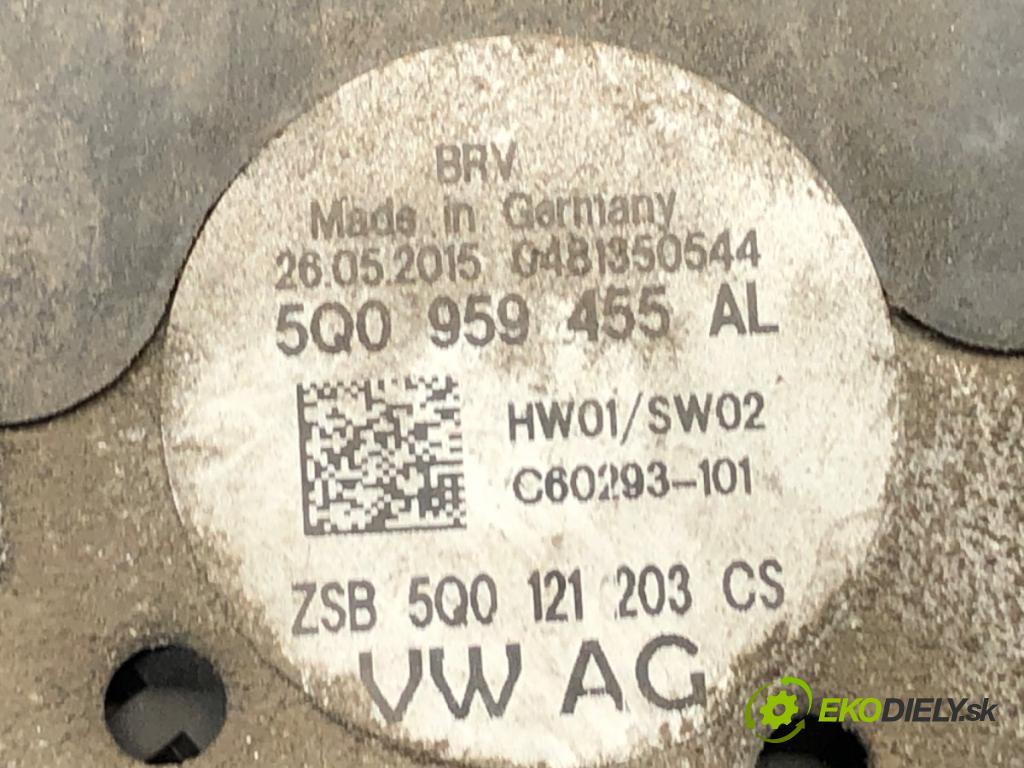 BRV
Made in Germany
26.05.2015 0481350544
5Q0 959 455 AL
HW01/SW02
C60293-101
ZSB 5Q0 121 203 CS
VW AG
EKODIELY.sk